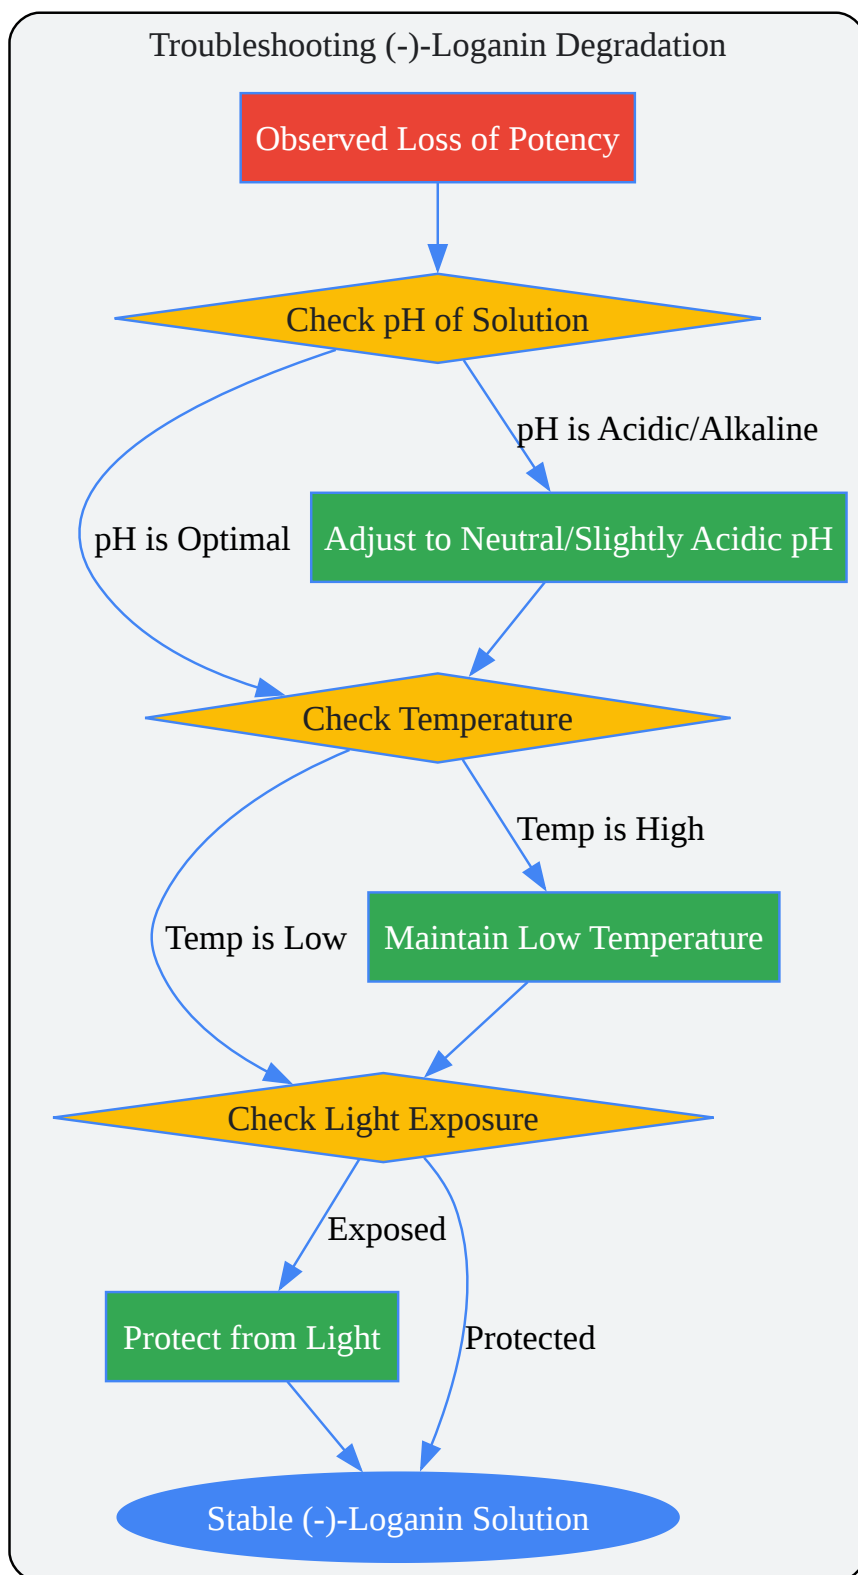 Troubleshooting (-)-Loganin Degradation
Observed Loss of Potency
Check pH of Solution
pH is Acidic/Alkaline
pH is Optimal
Adjust to Neutral/Slightly Acidic pH
Check Temperature
Temp is High
Temp is Low
Maintain Low Temperature
Check Light Exposure
Exposed
Protect from Light
Protected
Stable (-)-Loganin Solution